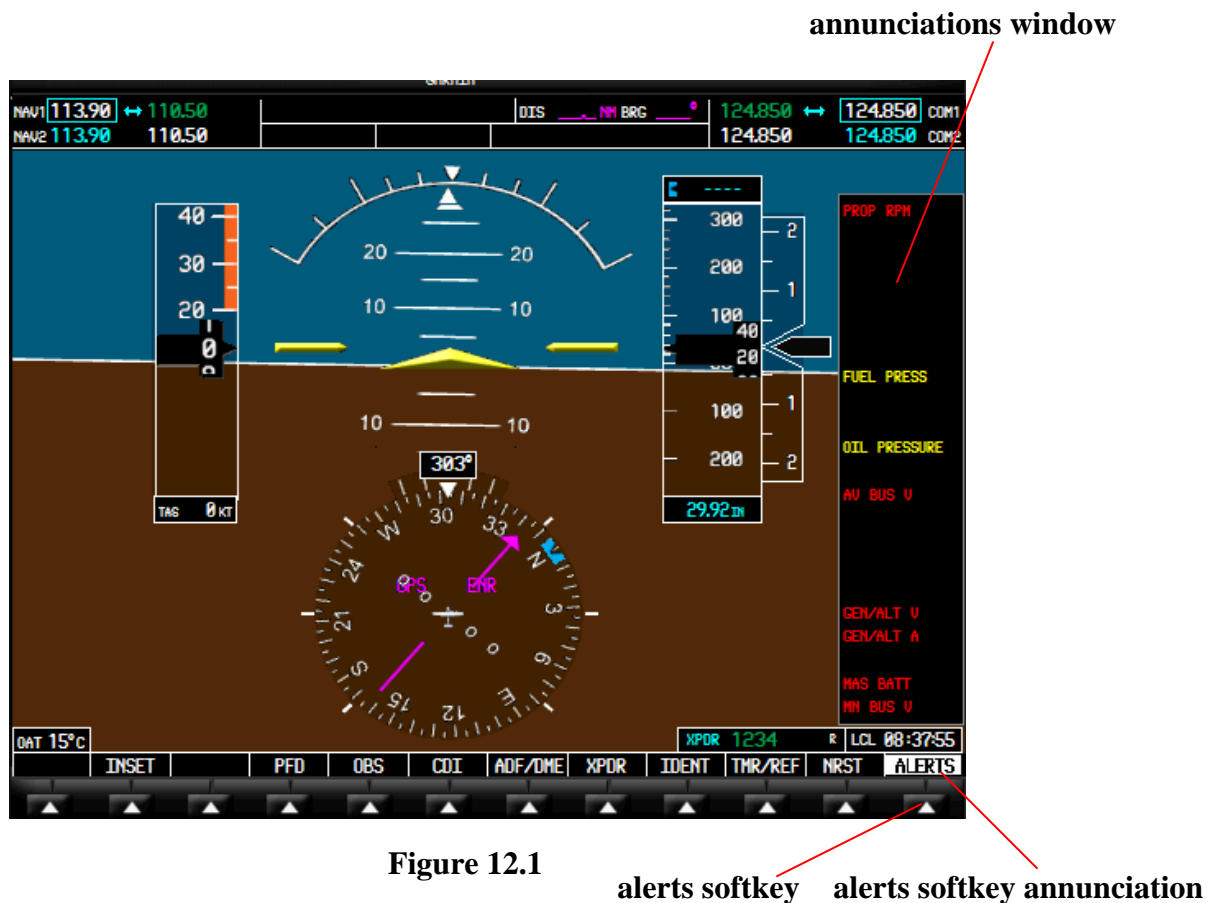 annunciations window
NAV1 113.90 ↔ 110.50
DIS __._ NM BRG ___°
124.850 ↔ 124.850 COM1
NAV2 113.90 110.50
124.850 124.850 COM2
40
30
20
0
TAS 0KT
20 20
10 10
10 10
----
300
200
100
40
20
100
200
2
1
1
2
29.92IN
PROP RPM
FUEL PRESS
OIL PRESSURE
AV BUS V
GEN/ALT V
GEN/ALT A
MAS BATT
MN BUS V
303°
30
33
N
3
6
E
12
15
S
21
24
W
GPS ENR
OAT 15°C
XPDR 1234 R LCL 08:37:55
INSET PFD OBS CDI ADF/DME XPDR IDENT TMR/REF NRST ALERTS
Figure 12.1
alerts softkey alerts softkey annunciation